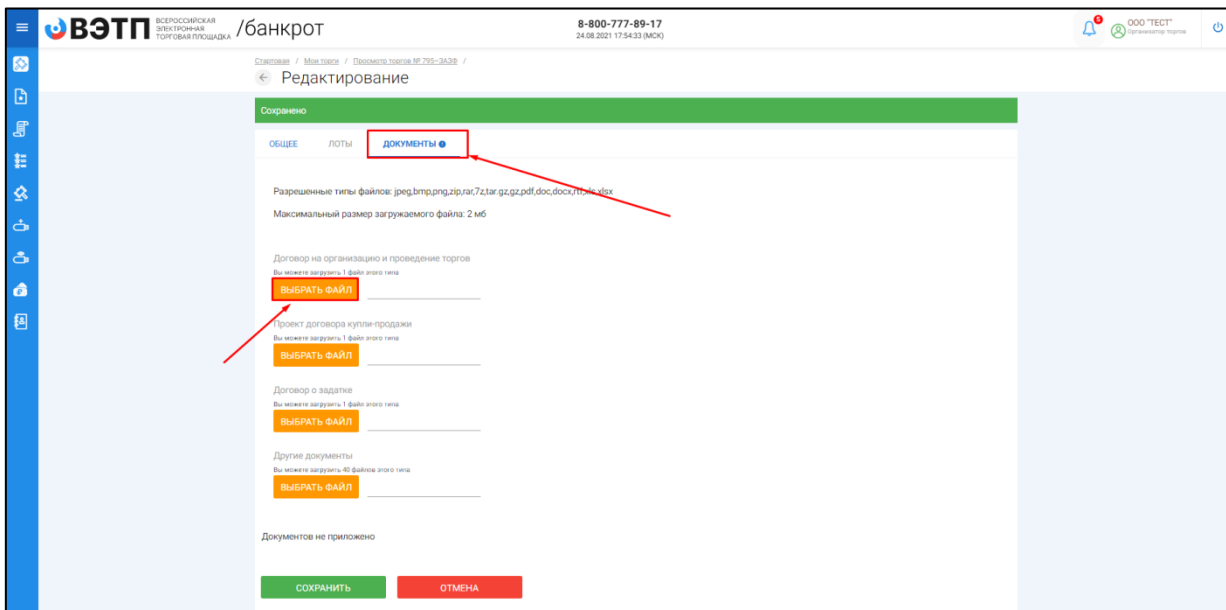 ВЭТП
ВСЕРОССИЙСКАЯ
ЭЛЕКТРОННАЯ
ТОРГОВАЯ ПЛОЩАДКА
/банкрот
8-800-777-89-17
24.08.2021 17:54:33 (МСК)
5
ООО "ТЕСТ"
Организатор торгов
Стартовая / Мои торги / Просмотр торгов № 795-ЗАЭФ /
Редактирование
Сохранено
ОБЩЕЕ ЛОТЫ ДОКУМЕНТЫ
Разрешенные типы файлов: jpeg,bmp,png,zip,rar,7z,tar.gz,gz,pdf,doc,docx,rtf,xls,xlsx
Максимальный размер загружаемого файла: 2 мб
Договор на организацию и проведение торгов
Вы можете загрузить 1 файл этого типа
ВЫБРАТЬ ФАЙЛ
Проект договора купли-продажи
Вы можете загрузить 1 файл этого типа
ВЫБРАТЬ ФАЙЛ
Договор о задатке
Вы можете загрузить 1 файл этого типа
ВЫБРАТЬ ФАЙЛ
Другие документы
Вы можете загрузить 40 файлов этого типа
ВЫБРАТЬ ФАЙЛ
Документов не приложено
СОХРАНИТЬ ОТМЕНА